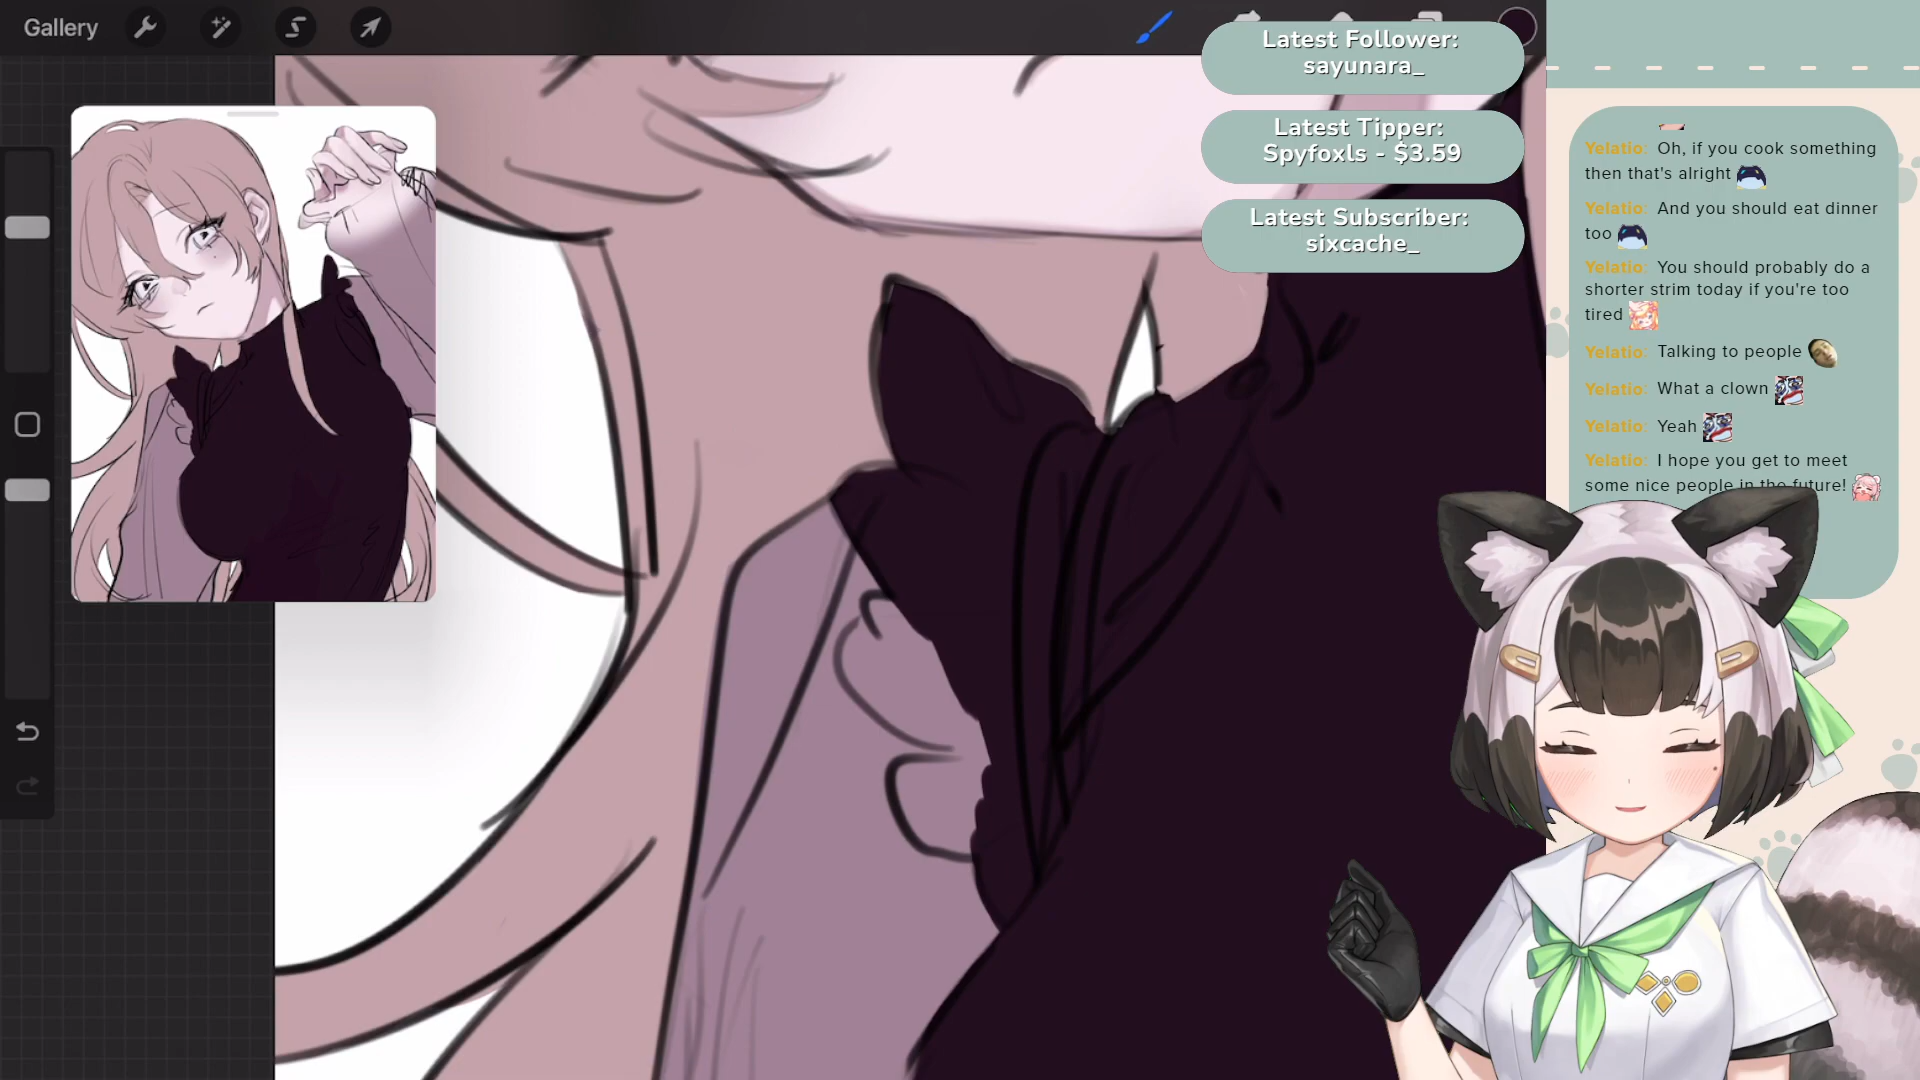 Gallery
Latest Follower:
sayunara_
Latest Tipper:
Spyfoxls - $3.59
Latest Subscriber:
sixcache_
Yelatio: Oh, if you cook something
then that's alright
Yelatio: And you should eat dinner
too
Yelatio: You should probably do a
shorter strim today if you're too
tired
Yelatio: Talking to people
Yelatio: What a clown
Yelatio: Yeah
Yelatio: I hope you get to meet
some nice people in the future!